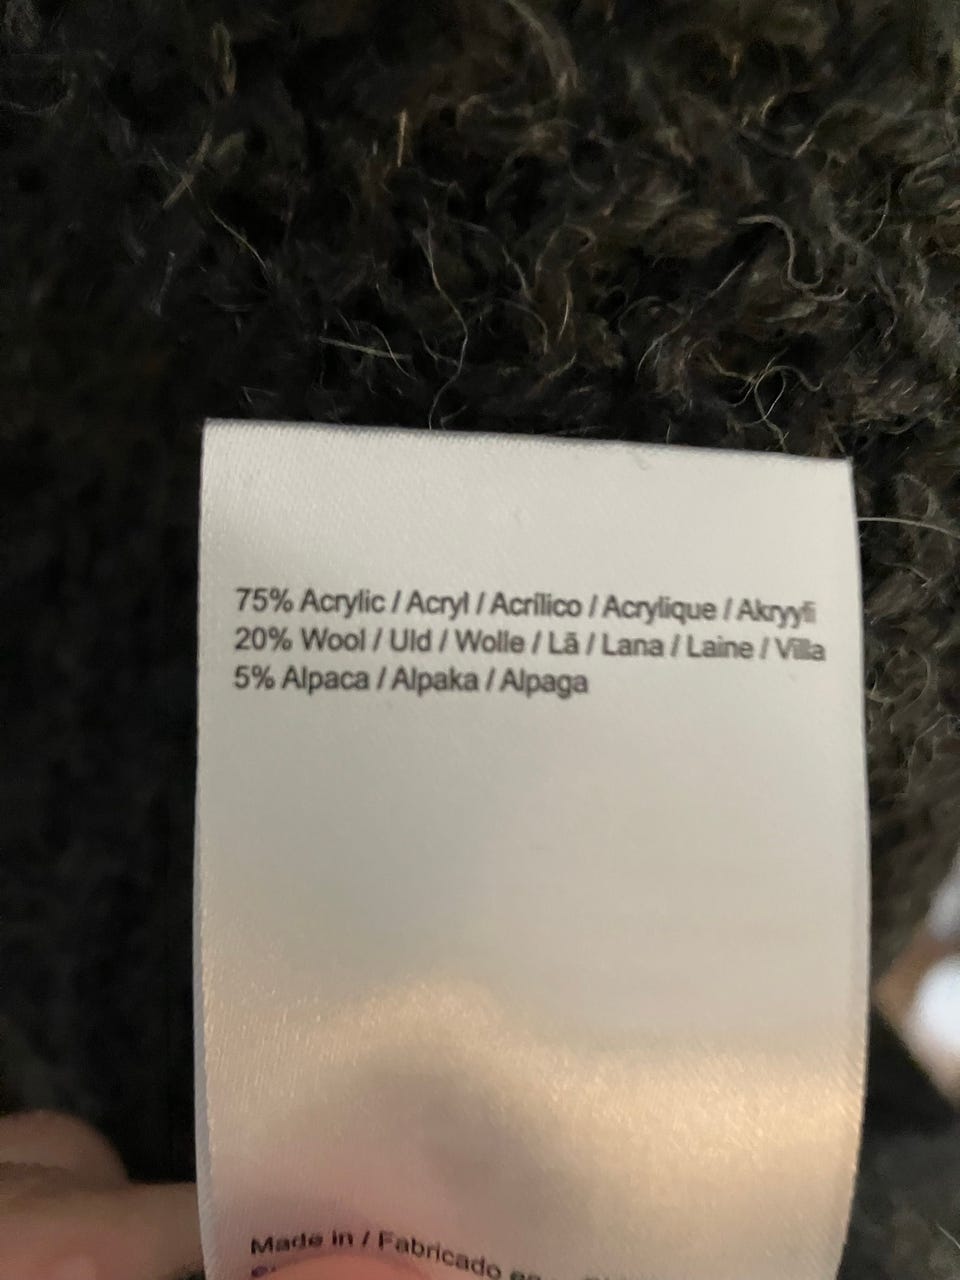 75% Acrylic / Acryl / Acrílico / Acrylique / Akryyli
20% Wool / Uld / Wolle / Lã / Lana / Laine / Villa
5% Alpaca / Alpaka / Alpaga
Made in / Fabricado